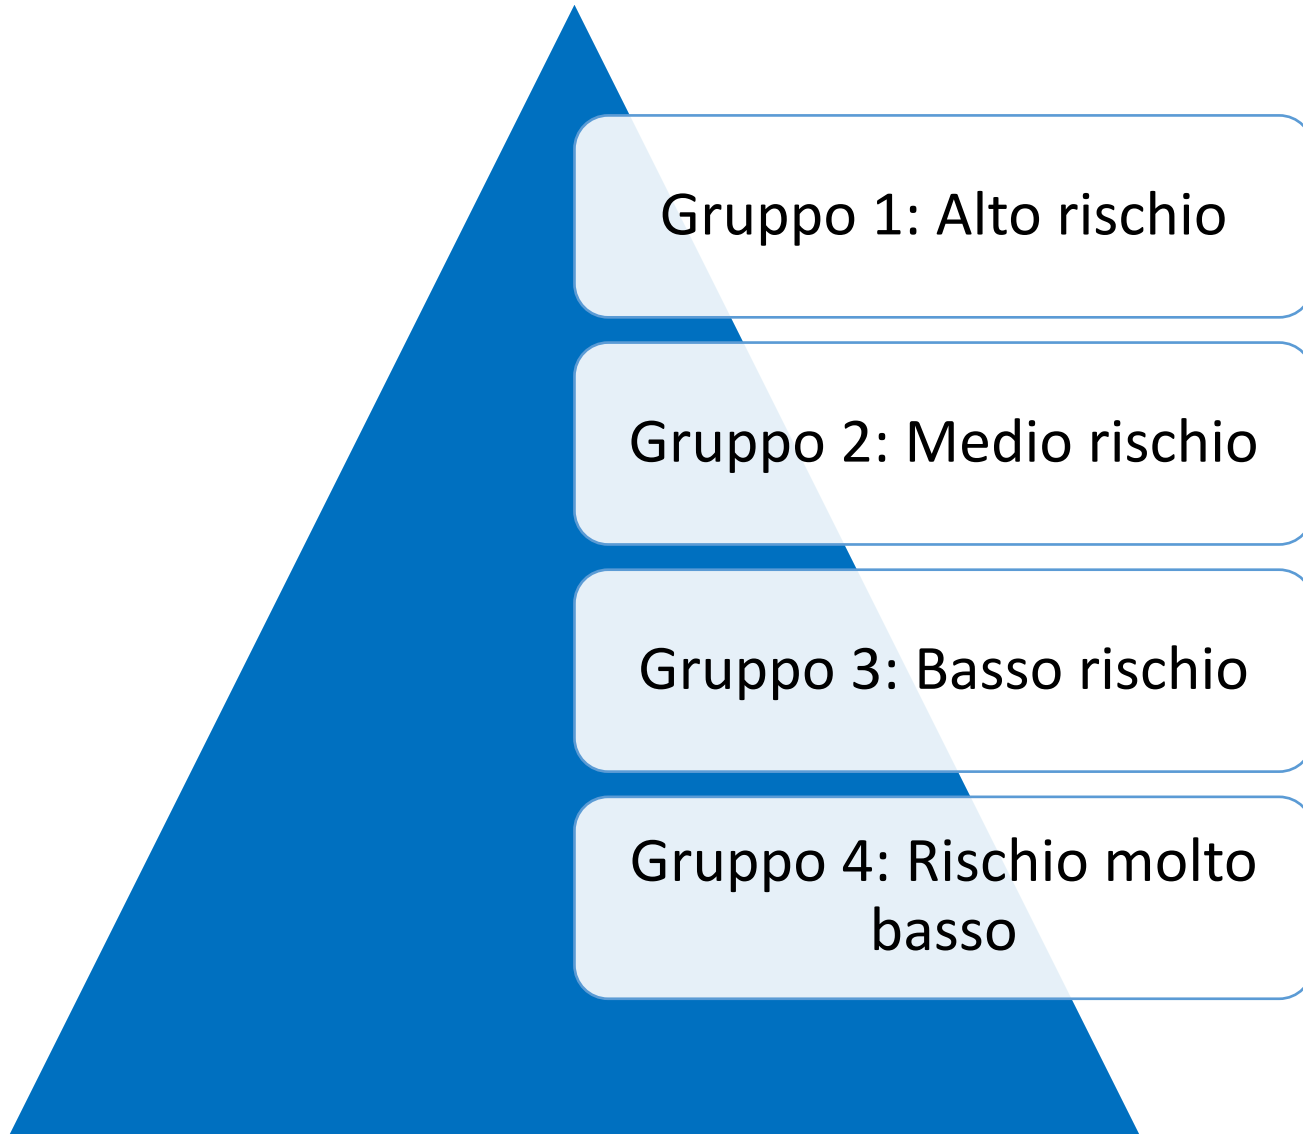 Gruppo 1: Alto rischio
Gruppo 2: Medio rischio
Gruppo 3: Basso rischio
Gruppo 4: Rischio molto
basso